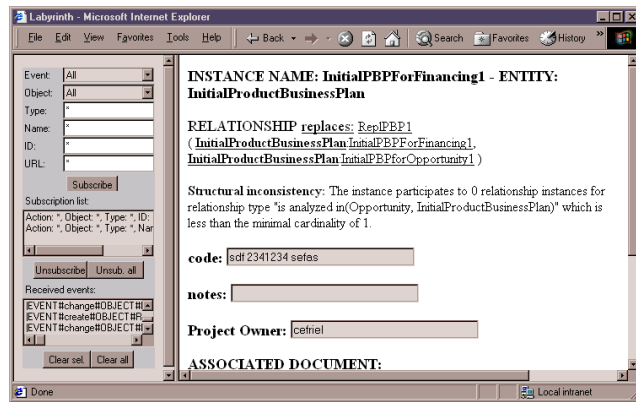 Labyrinth - Microsoft Internet Explorer
File Edit View Favorites Tools Help Back Search Favorites History »
Event: All
Object: All
Type: *
Name: *
ID: *
URL: *
Subscribe
Subscription list:
Action: *, Object: *, Type: *, ID:
Action: *, Object: *, Type: *, Nar
Unsubscribe Unsub. all
Received events:
EVENT#change#OBJECT#
EVENT#create#OBJECT#R
EVENT#change#OBJECT#
Clear sel. Clear all
INSTANCE NAME: InitialPBPForFinancing1 - ENTITY:
InitialProductBusinessPlan
RELATIONSHIP replaces: ReplPBP1
( InitialProductBusinessPlan:InitialPBPForFinancing1,
InitialProductBusinessPlan:InitialPBPforOpportunity1 )
Structural inconsistency: The instance participates to 0 relationship instances for
relationship type "is analyzed in(Opportunity, InitialProductBusinessPlan)" which is
less than the minimal cardinality of 1.
code: sdf 2341234 sefas
notes:
Project Owner: cefriel
ASSOCIATED DOCUMENT:
Done Local intranet